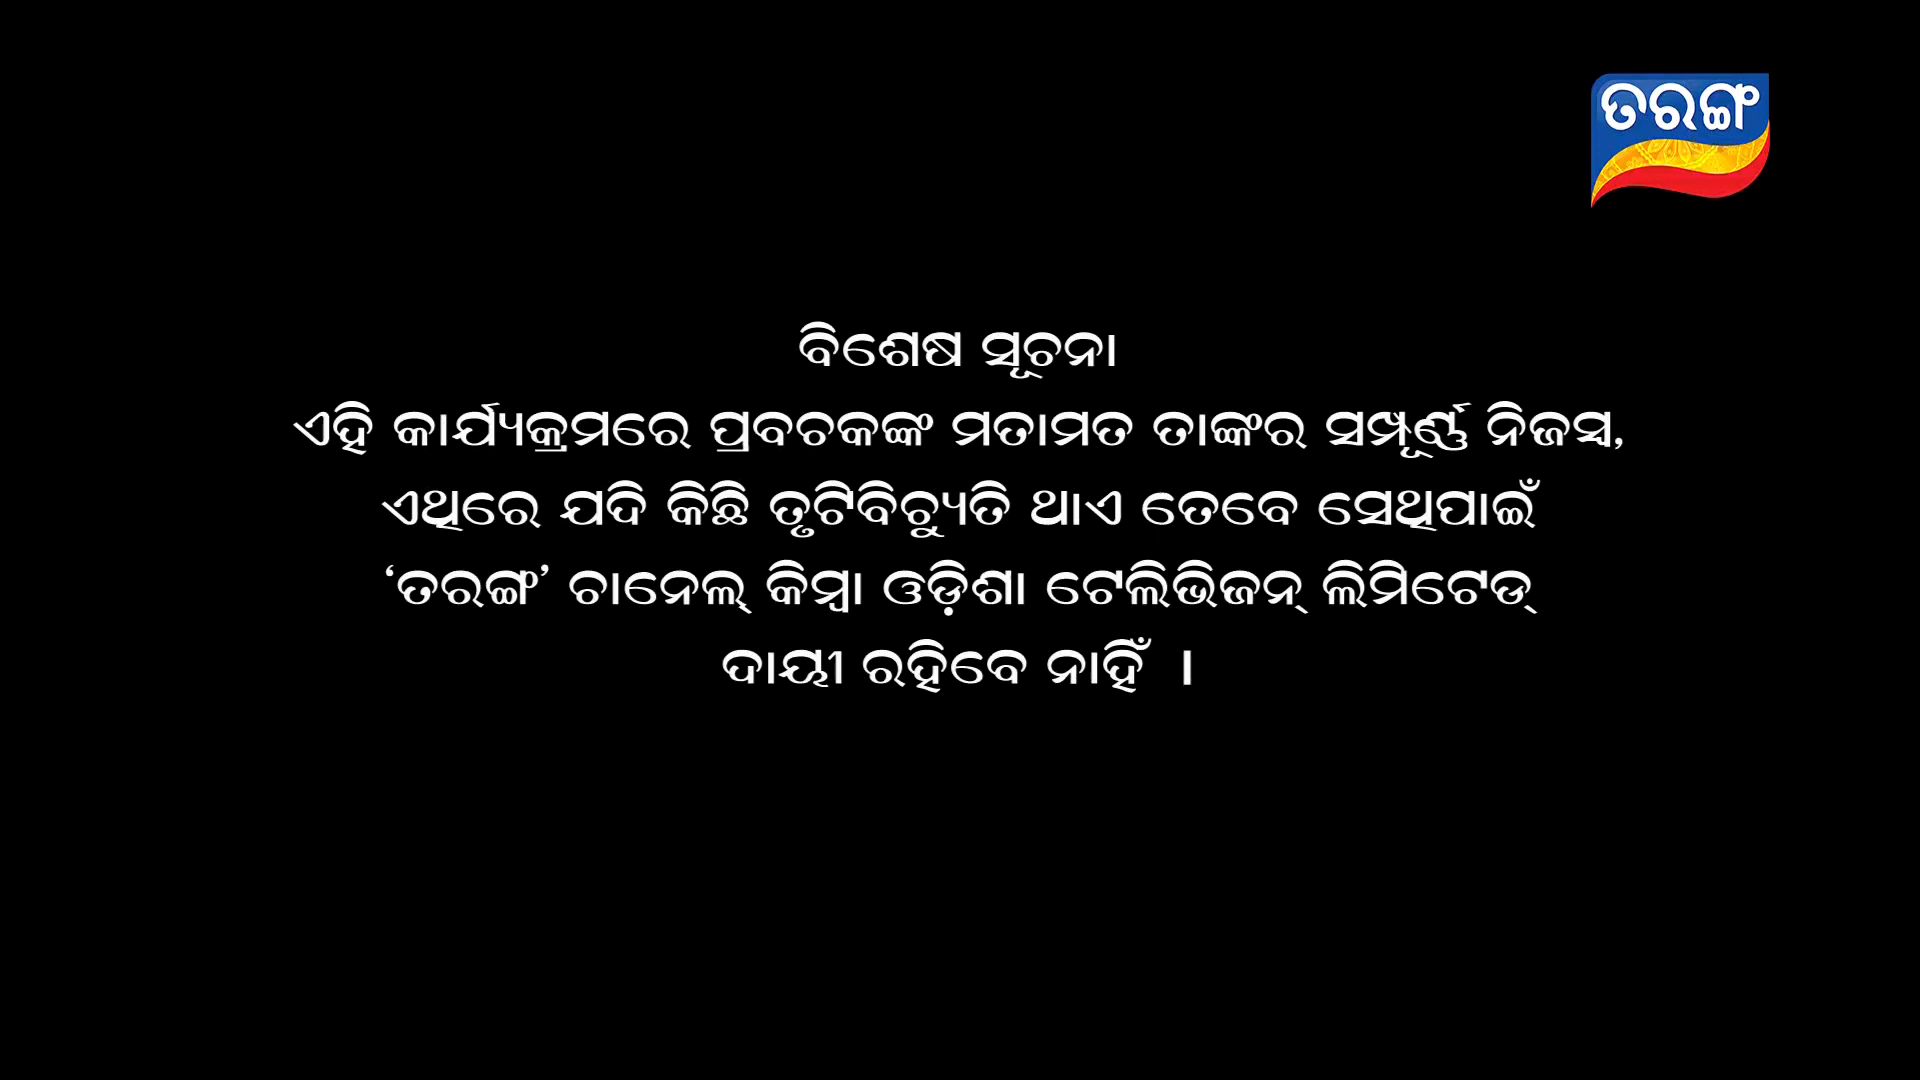 ତରଙ୍ଗ
ବିଶେଷ ସୂଚନା
ଏହି କାର୍ଯ୍ୟକ୍ରମରେ ପ୍ରବଚକଙ୍କ ମତାମତ ତାଙ୍କର ସମ୍ପୂର୍ଣ୍ଣ ନିଜସ୍ୱ,
ଏଥିରେ ଯଦି କିଛି ତୃଟିବିଚ୍ୟୁତି ଥାଏ ତେବେ ସେଥିପାଇଁ
‘ତରଙ୍ଗ’ ଚାନେଲ୍ କିମ୍ବା ଓଡ଼ିଶା ଟେଲିଭିଜନ୍ ଲିମିଟେଡ୍
ଦାୟୀ ରହିବେ ନାହିଁ ।